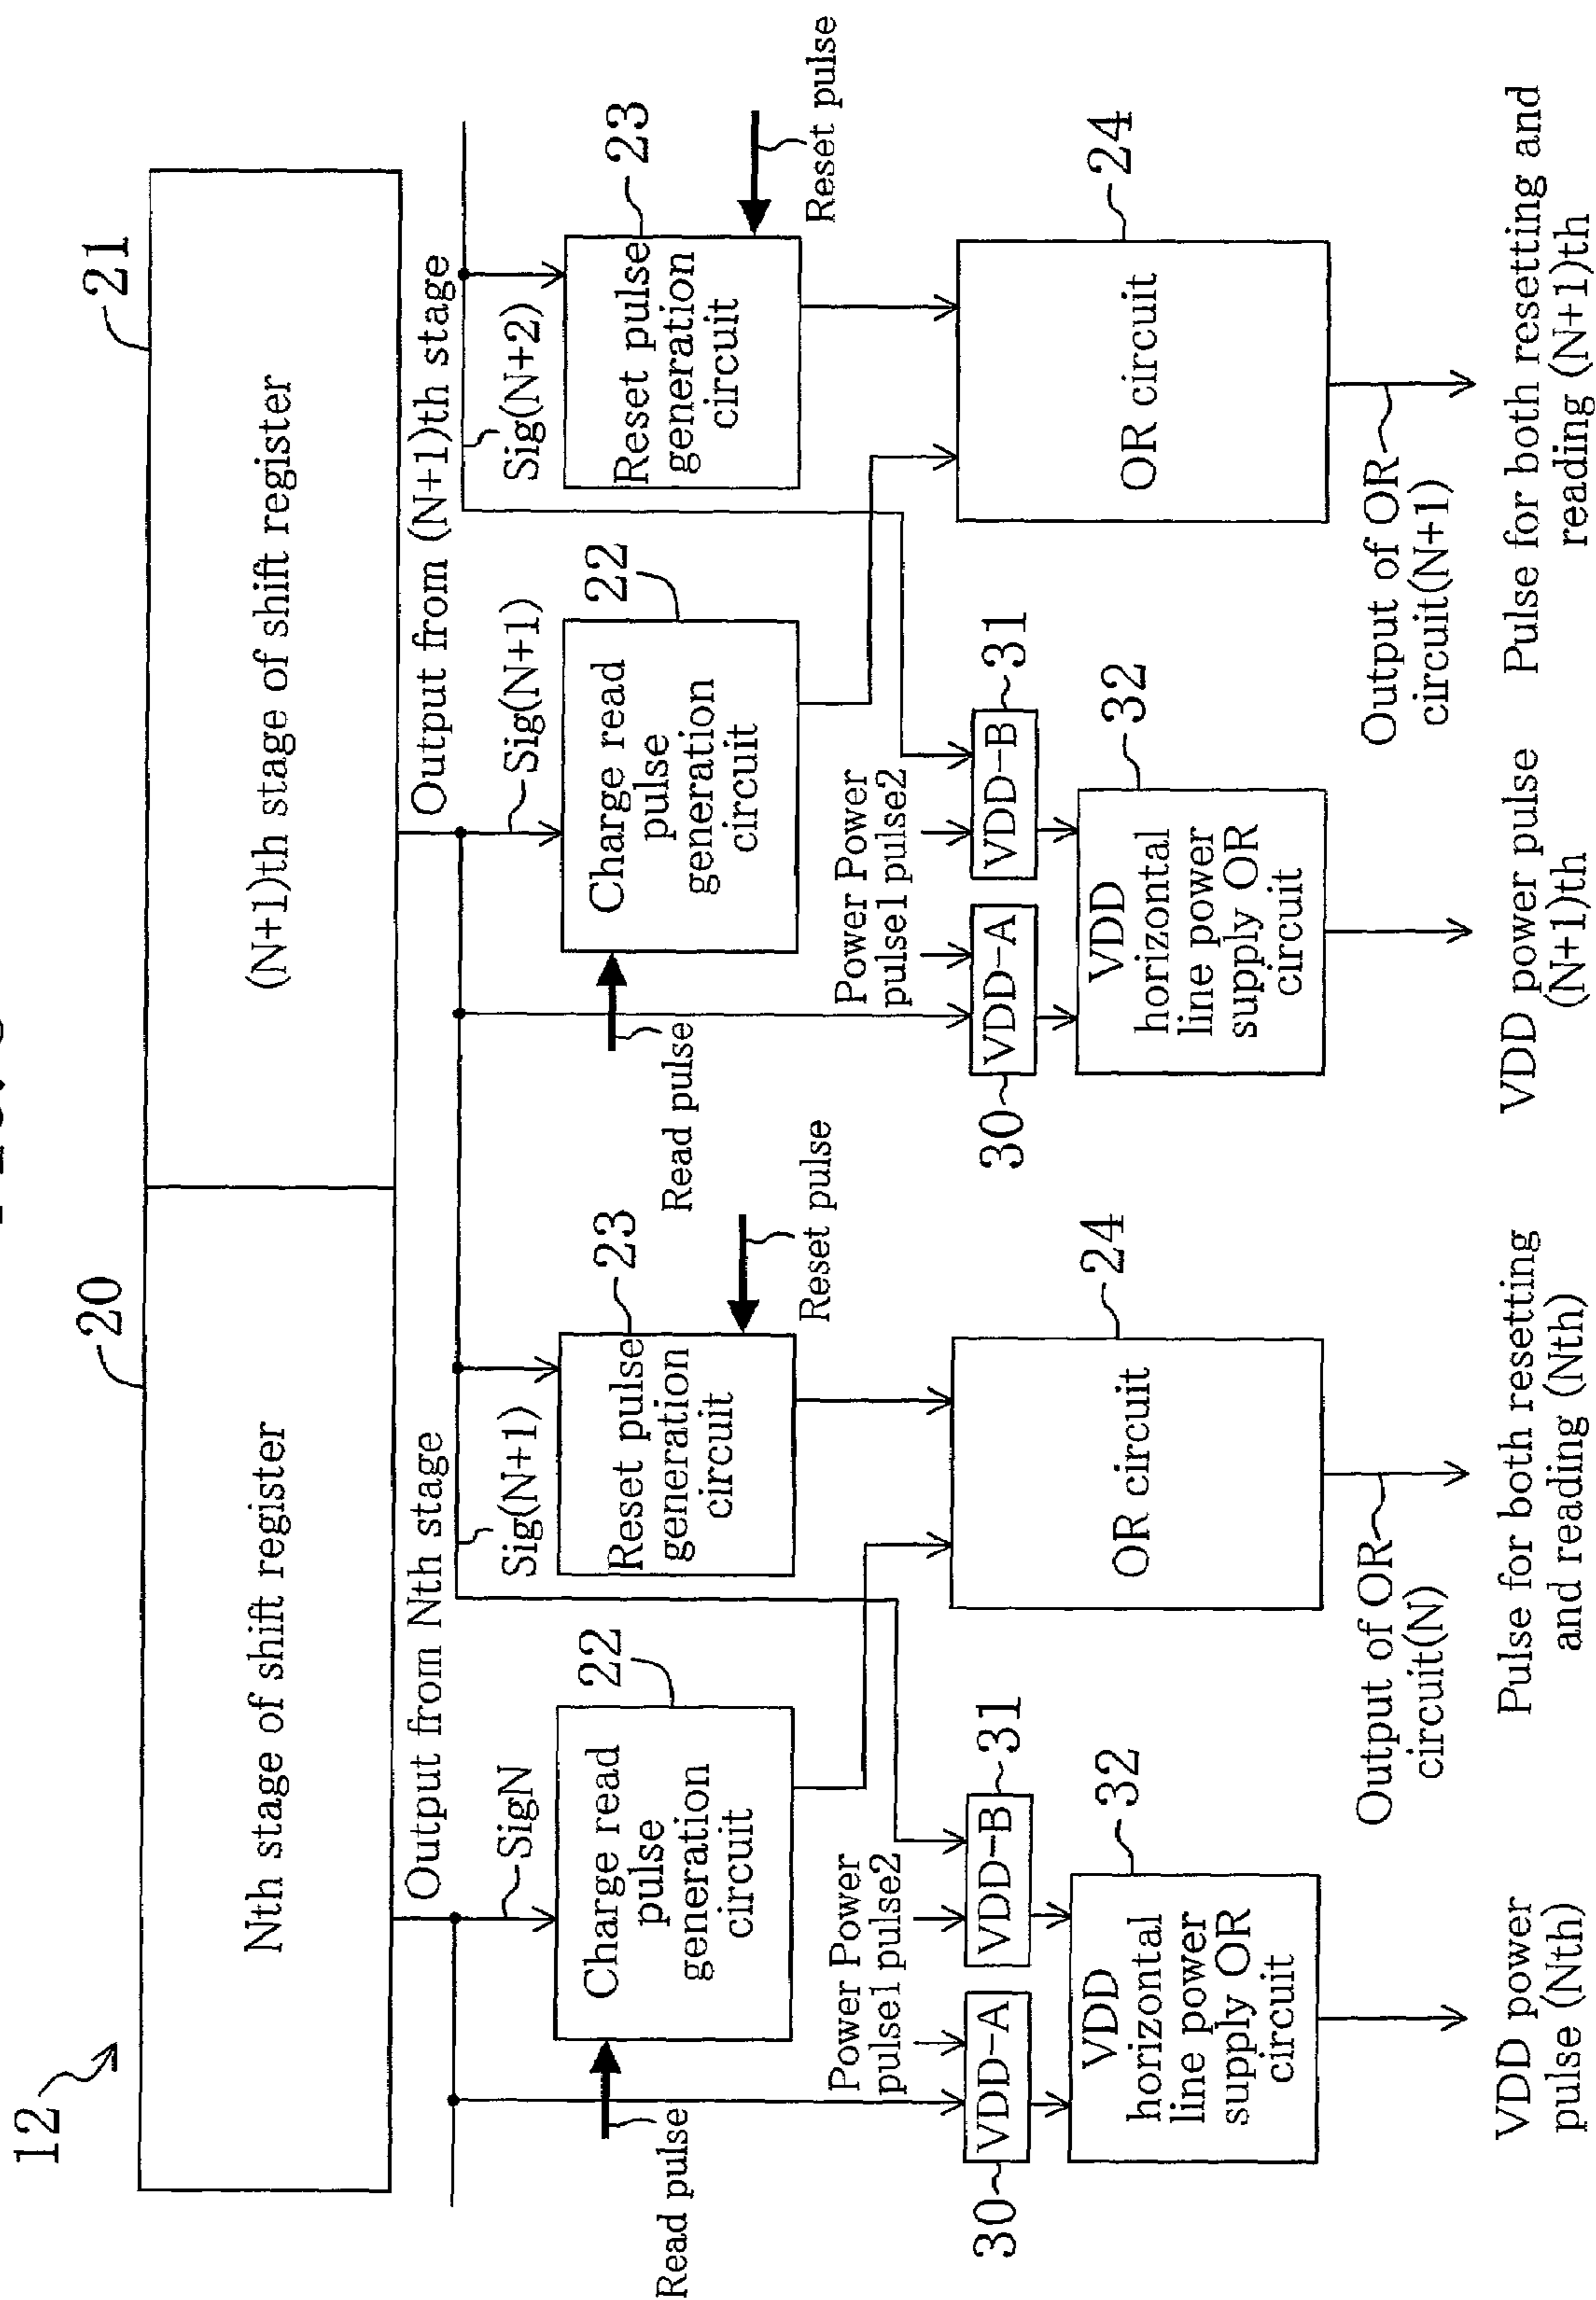 12
20
21
Nth stage of shift register
(N+1)th stage of shift register
Output from Nth stage
Output from (N+1)th stage
SigN
Sig(N+1)
Sig(N+1)
Sig(N+2)
Read pulse
Charge read
pulse
generation
circuit
22
Reset pulse
generation
circuit
23
Reset pulse
Read pulse
Charge read
pulse
generation
circuit
22
Reset pulse
generation
circuit
23
Reset pulse
Power Power
pulse1 pulse2
30
VDD-A
VDD-B
31
VDD
horizontal
line power
supply OR
circuit
32
OR circuit
24
Power Power
pulse1 pulse2
30
VDD-A
VDD-B
31
VDD
horizontal
line power
supply OR
circuit
32
OR circuit
24
Output of OR
circuit(N)
Output of OR
circuit(N+1)
VDD power
pulse (Nth)
Pulse for both resetting
and reading (Nth)
VDD power pulse
(N+1)th
Pulse for both resetting and
reading (N+1)th